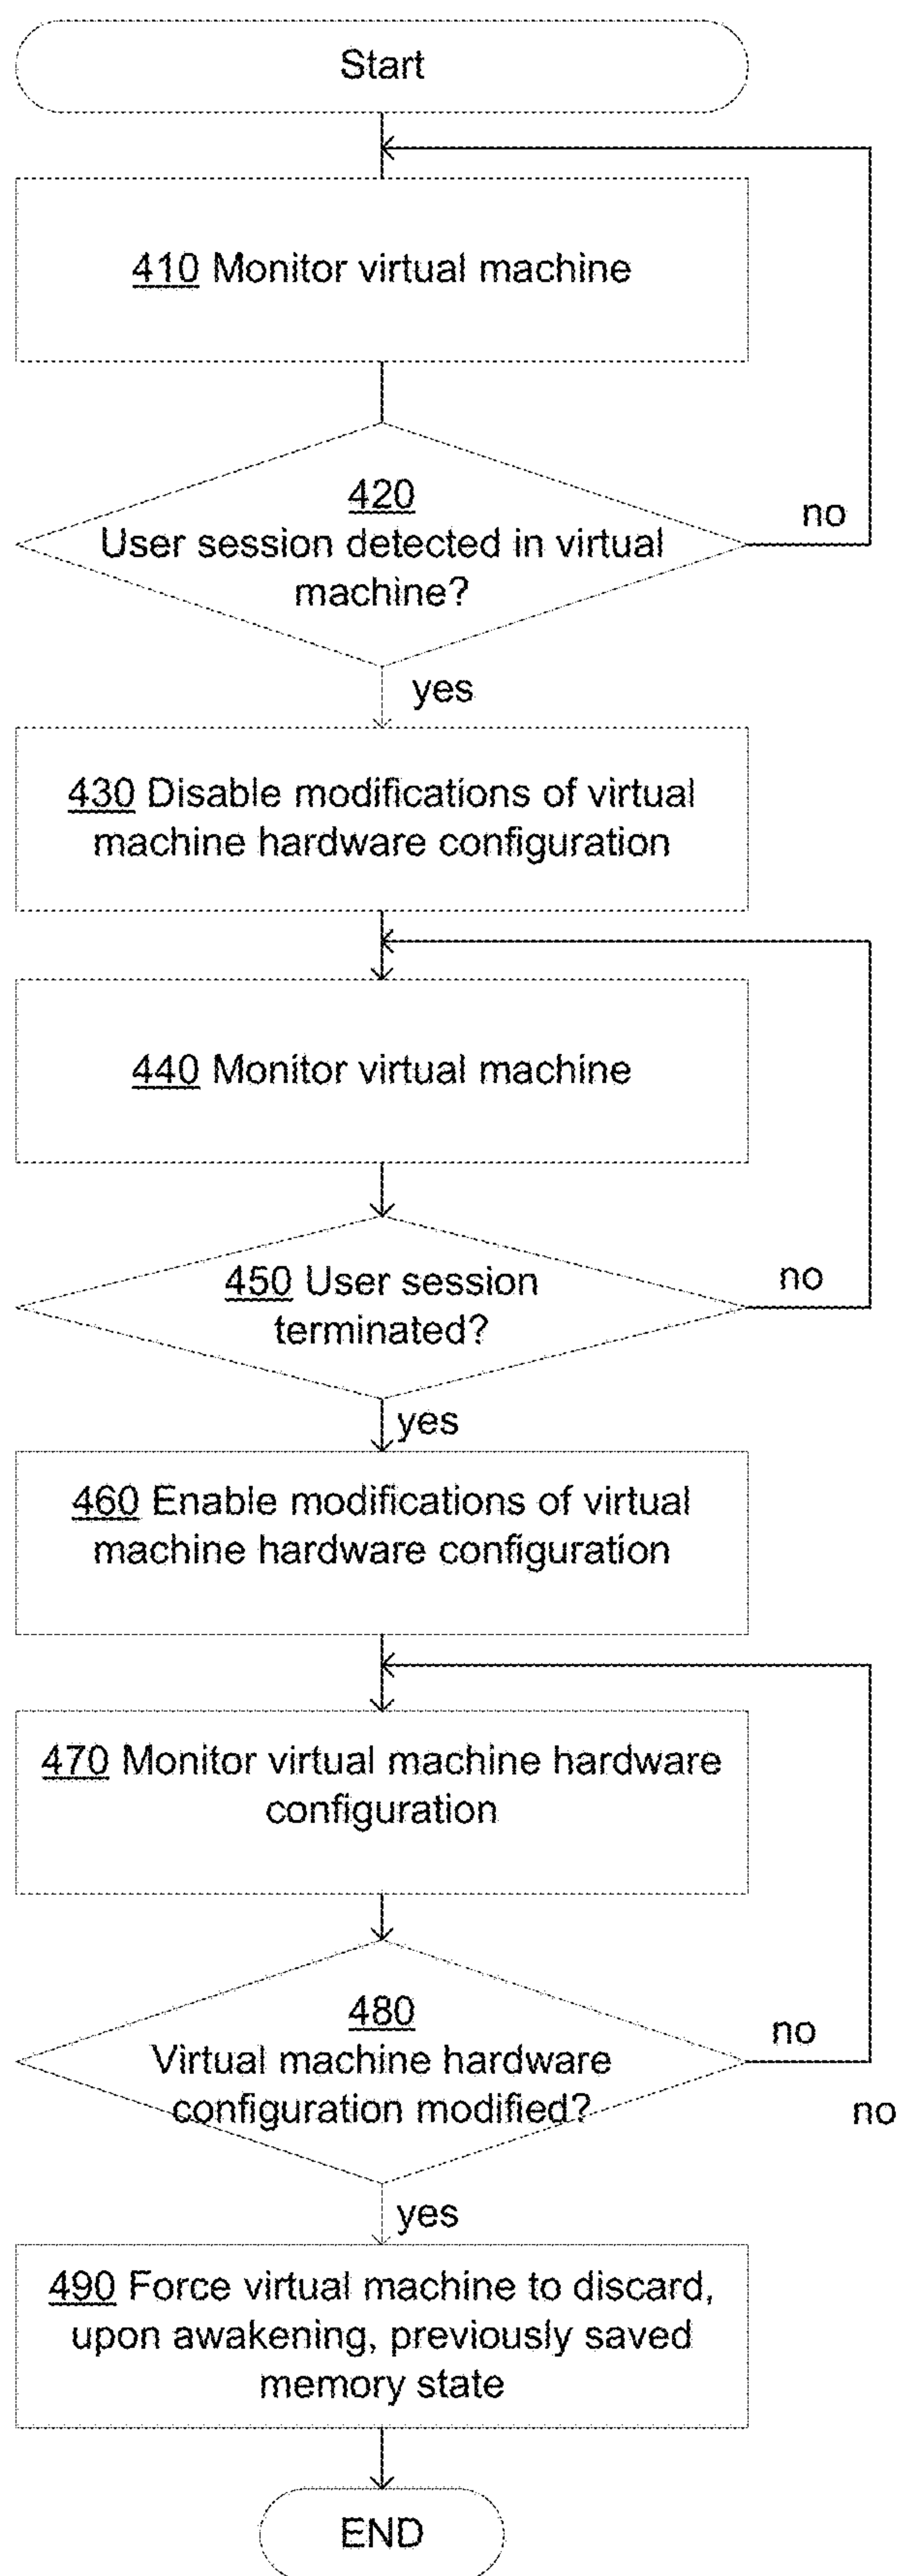 Start
410 Monitor virtual machine
420
User session detected in virtual
machine?
no
yes
430 Disable modifications of virtual
machine hardware configuration
440 Monitor virtual machine
450 User session
terminated?
no
yes
460 Enable modifications of virtual
machine hardware configuration
470 Monitor virtual machine hardware
configuration
480
Virtual machine hardware
configuration modified?
no
no
yes
490 Force virtual machine to discard,
upon awakening, previously saved
memory state
END